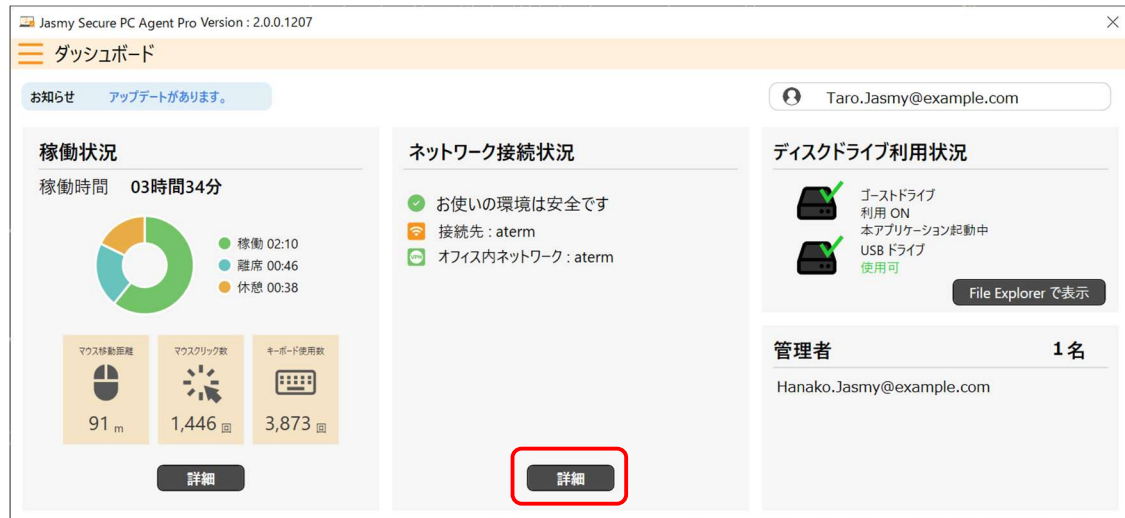 Jasmy Secure PC Agent Pro Version : 2.0.0.1207
ダッシュボード
お知らせ アップデートがあります。
Taro.Jasmy@example.com
稼働状況
稼働時間 03時間34分
稼働 02:10
離席 00:46
休憩 00:38
マウス移動距離
91 m
マウスクリック数
1,446 回
キーボード使用数
3,873 回
詳細
ネットワーク接続状況
お使いの環境は安全です
接続先 : aterm
VPN オフィス内ネットワーク : aterm
詳細
ディスクドライブ利用状況
ゴーストドライブ
利用 ON
本アプリケーション起動中
USB ドライブ
使用可
File Explorer で表示
管理者 1名
Hanako.Jasmy@example.com